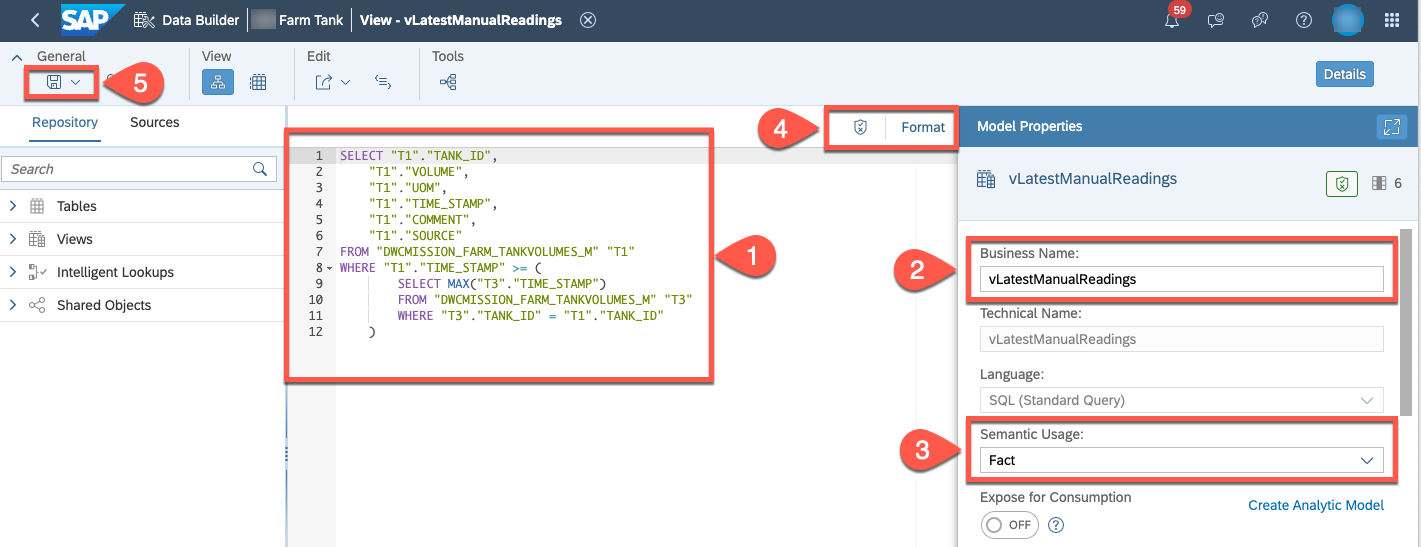 SAP
Data Builder
Farm Tank
View - vLatestManualReadings
59
General
View
Edit
Tools
5
Details
Repository
Sources
4
Format
Model Properties
Search
Tables
Views
Intelligent Lookups
Shared Objects
1 SELECT "T1"."TANK_ID",
2 "T1"."VOLUME",
3 "T1"."UOM",
4 "T1"."TIME_STAMP",
5 "T1"."COMMENT",
6 "T1"."SOURCE"
7 FROM "DWCMISSION_FARM_TANKVOLUMES_M" "T1"
8 WHERE "T1"."TIME_STAMP" >= (
9 SELECT MAX("T3"."TIME_STAMP")
10 FROM "DWCMISSION_FARM_TANKVOLUMES_M" "T3"
11 WHERE "T3"."TANK_ID" = "T1"."TANK_ID"
12 )
1
vLatestManualReadings
6
2
Business Name:
vLatestManualReadings
Technical Name:
vLatestManualReadings
Language:
SQL (Standard Query)
3
Semantic Usage:
Fact
Expose for Consumption
Create Analytic Model
OFF